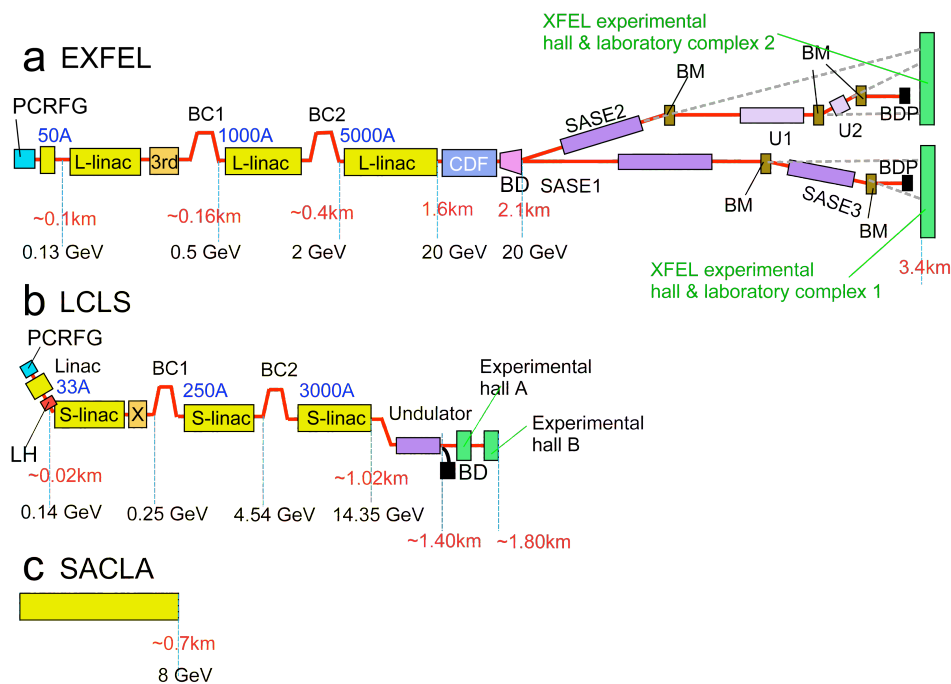 a EXFEL
XFEL experimental
hall & laboratory complex 2
PCRFG
50A
BC1
1000A
BC2
5000A
SASE2
BM
BM
BM
BDP
L-linac
3rd
L-linac
L-linac
CDF
BD
U1
U2
SASE1
BM
SASE3
BM
BDP
~0.1km
~0.16km
~0.4km
1.6km
2.1km
0.13 GeV
0.5 GeV
2 GeV
20 GeV
20 GeV
XFEL experimental
hall & laboratory complex 1
3.4km
b LCLS
PCRFG
Linac
33A
BC1
250A
BC2
3000A
Experimental
hall A
S-linac
X
S-linac
S-linac
Undulator
Experimental
hall B
LH
BD
~0.02km
~1.02km
0.14 GeV
0.25 GeV
4.54 GeV
14.35 GeV
~1.40km
~1.80km
c SACLA
~0.7km
8 GeV